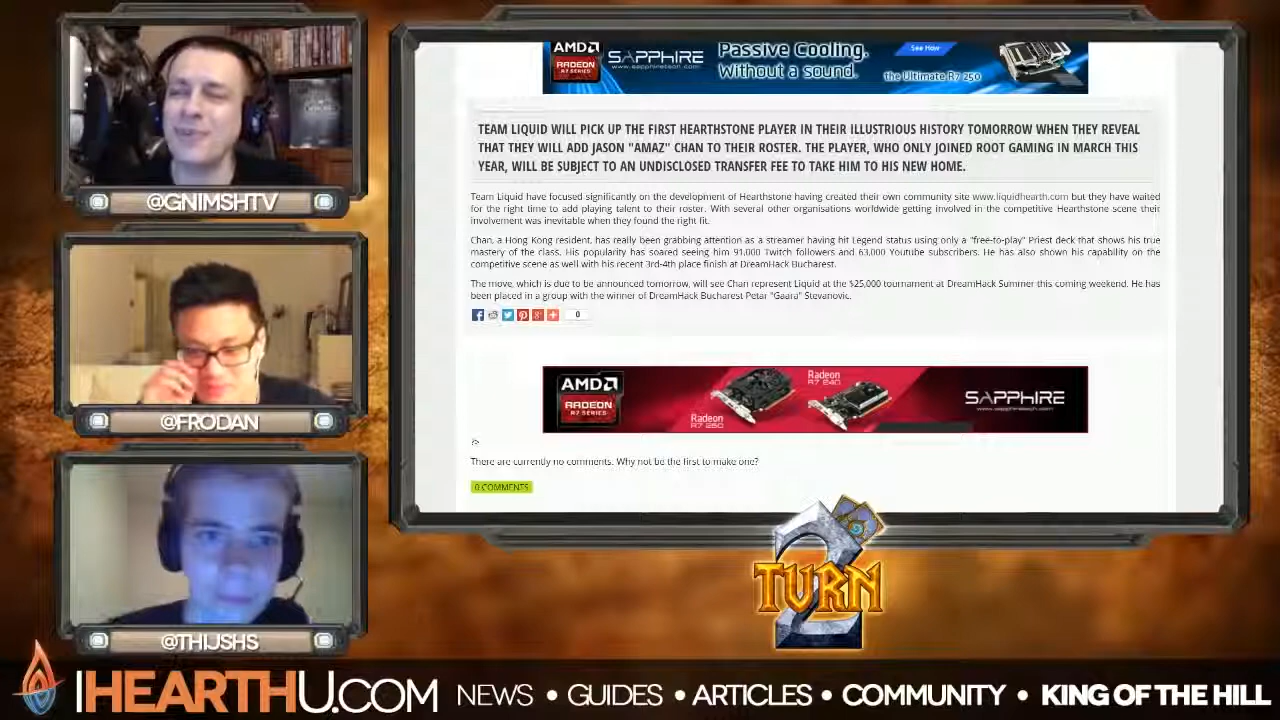 @GNIMSHTV
@FRODAN
@THIJSHS
AMD RADEON R7 SERIES
SAPPHIRE
www.sapphiretech.com
Passive Cooling.
Without a sound.
See Now
the Ultimate R7 250
TEAM LIQUID WILL PICK UP THE FIRST HEARTHSTONE PLAYER IN THEIR ILLUSTRIOUS HISTORY TOMORROW WHEN THEY REVEAL
THAT THEY WILL ADD JASON "AMAZ" CHAN TO THEIR ROSTER. THE PLAYER, WHO ONLY JOINED ROOT GAMING IN MARCH THIS
YEAR, WILL BE SUBJECT TO AN UNDISCLOSED TRANSFER FEE TO TAKE HIM TO HIS NEW HOME.
Team Liquid have focused significantly on the development of Hearthstone having created their own community site www.liquidhearth.com but they have waited
for the right time to add playing talent to their roster. With several other organisations worldwide getting involved in the competitive Hearthstone scene their
involvement was inevitable when they found the right fit.
Chan, a Hong Kong resident, has really been grabbing attention as a streamer having hit Legend status using only a "free-to-play" Priest deck that shows his true
mastery of the class. His popularity has soared seeing him 91,000 Twitch followers and 63,000 Youtube subscribers. He has also shown his capability on the
competitive scene as well with his recent 3rd-4th place finish at DreamHack Bucharest.
The move, which is due to be announced tomorrow, will see Chan represent Liquid at the $25,000 tournament at DreamHack Summer this coming weekend. He has
been placed in a group with the winner of DreamHack Bucharest Petar "Gaara" Stevanovic.
0
AMD RADEON R7 SERIES
Radeon
R7 250
Radeon
R7 240
SAPPHIRE
www.sapphiretech.com
?>
There are currently no comments. Why not be the first to make one?
0 COMMENTS
TURN 2
IHEARTHU.COM NEWS • GUIDES • ARTICLES • COMMUNITY • KING OF THE HILL